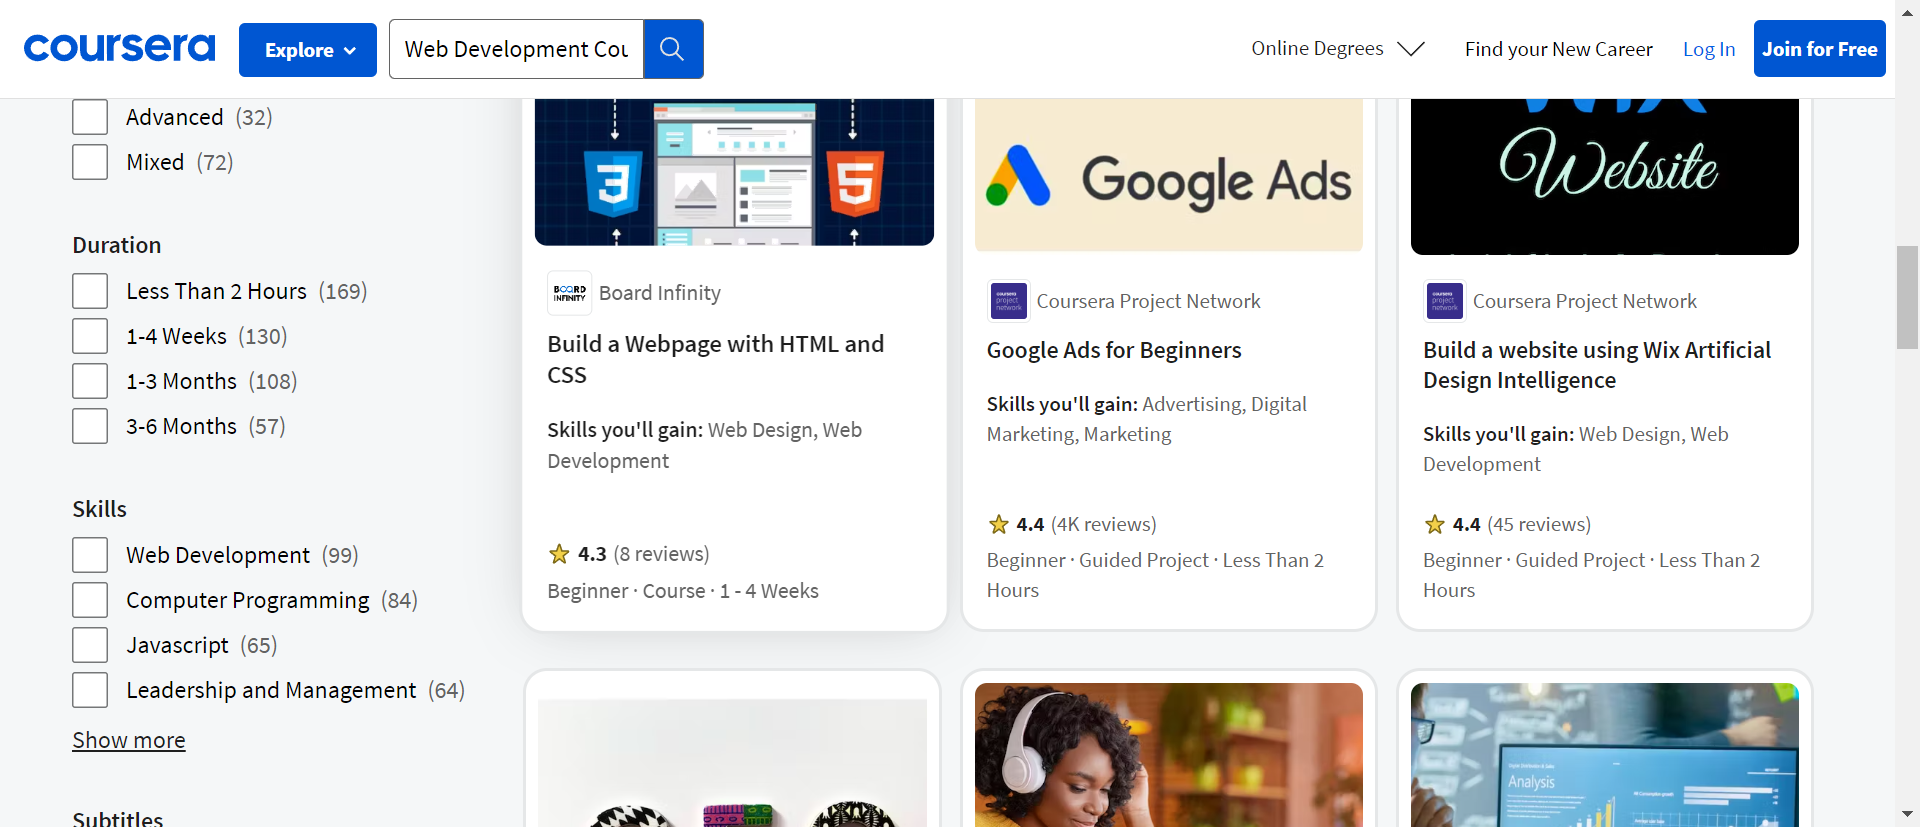 coursera
Explore
Web Development Cou
Online Degrees
Find your New Career
Log In
Join for Free
Advanced (32)
Mixed (72)
Duration
Less Than 2 Hours (169)
1-4 Weeks (130)
1-3 Months (108)
3-6 Months (57)
Skills
Web Development (99)
Computer Programming (84)
Javascript (65)
Leadership and Management (64)
Show more
Subtitles
3
5
BOARD
INFINITY
Board Infinity
Build a Webpage with HTML and
CSS
Skills you'll gain: Web Design, Web
Development
4.3 (8 reviews)
Beginner · Course · 1 - 4 Weeks
Google Ads
coursera
project
network
Coursera Project Network
Google Ads for Beginners
Skills you'll gain: Advertising, Digital
Marketing, Marketing
4.4 (4K reviews)
Beginner · Guided Project · Less Than 2
Hours
Wix
Website
coursera
project
network
Coursera Project Network
Build a website using Wix Artificial
Design Intelligence
Skills you'll gain: Web Design, Web
Development
4.4 (45 reviews)
Beginner · Guided Project · Less Than 2
Hours
Analysis